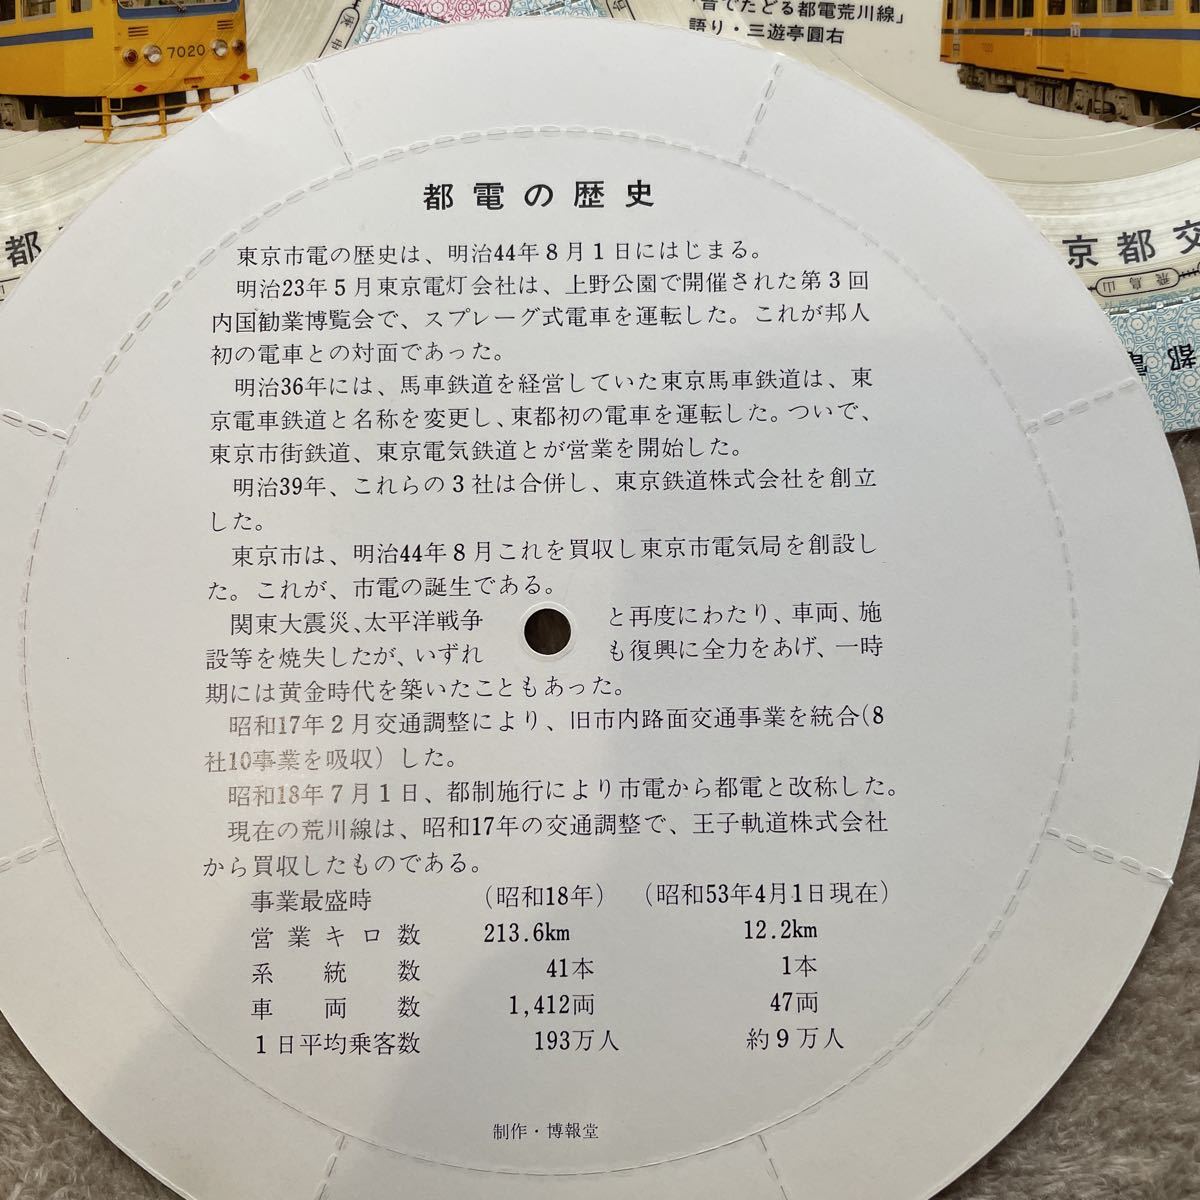 7020
「音でたどる都電荒川線」
語り・三遊亭圓右
都
京都交
飛鳥山
都電の歴史
東京市電の歴史は、明治44年8月1日にはじまる。
明治23年5月東京電灯会社は、上野公園で開催された第3回
内国勧業博覧会で、スプレーグ式電車を運転した。これが邦人
初の電車との対面であった。
明治36年には、馬車鉄道を経営していた東京馬車鉄道は、東
京電車鉄道と名称を変更し、東都初の電車を運転した。ついで、
東京市街鉄道、東京電気鉄道とが営業を開始した。
明治39年、これらの3社は合併し、東京鉄道株式会社を創立
した。
東京市は、明治44年8月これを買収し東京市電気局を創設し
た。これが、市電の誕生である。
関東大震災、太平洋戦争と再度にわたり、車両、施
設等を焼失したが、いずれも復興に全力をあげ、一時
期には黄金時代を築いたこともあった。
昭和17年2月交通調整により、旧市内路面交通事業を統合(8
社10事業を吸収)した。
昭和18年7月1日、都制施行により市電から都電と改称した。
現在の荒川線は、昭和17年の交通調整で、王子軌道株式会社
から買収したものである。
事業最盛時 (昭和18年) (昭和53年4月1日現在)
営業キロ数 213.6km 12.2km
系統数 41本 1本
車両数 1,412両 47両
1日平均乗客数 193万人 約9万人
制作・博報堂